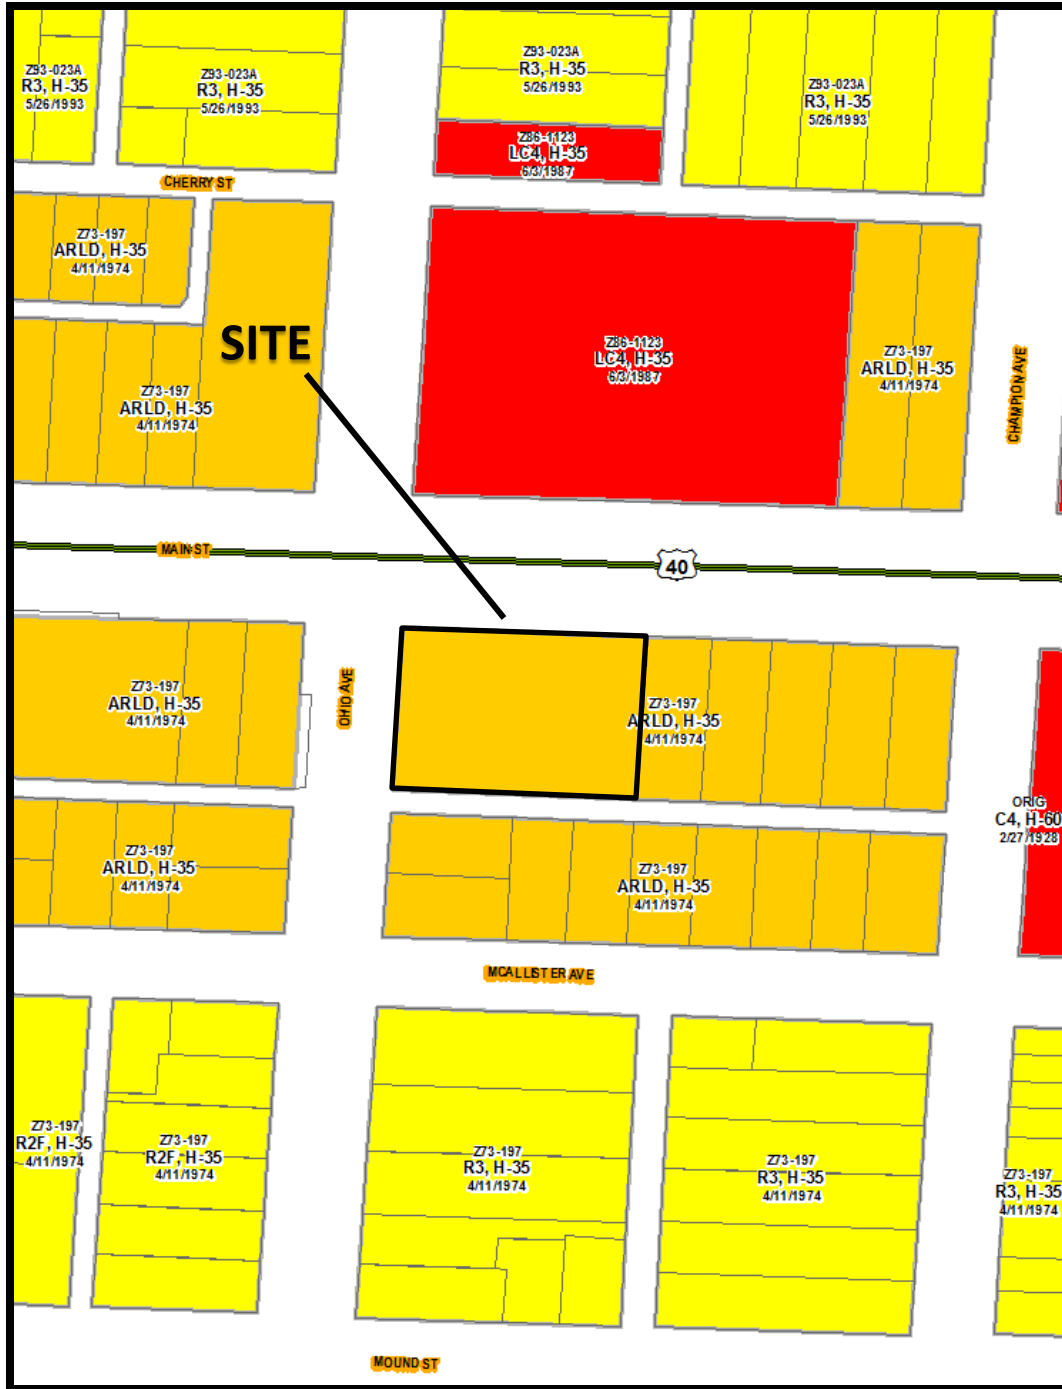 Z93-023A
R3, H-35
5/26/1993
Z93-023A
R3, H-35
5/26/1993
Z93-023A
R3, H-35
5/26/1993
Z93-023A
R3, H-35
5/26/1993
Z86-1123
LC4, H-35
6/3/1987
CHERRY ST
Z73-197
ARLD, H-35
4/11/1974
SITE
Z86-1123
LC4, H-35
6/3/1987
Z73-197
ARLD, H-35
4/11/1974
CHAMPION AVE
Z73-197
ARLD, H-35
4/11/1974
MAIN ST
40
Z73-197
ARLD, H-35
4/11/1974
OHIO AVE
Z73-197
ARLD, H-35
4/11/1974
ORIG
C4, H-60
2/27/1928
Z73-197
ARLD, H-35
4/11/1974
Z73-197
ARLD, H-35
4/11/1974
MCALLISTER AVE
Z73-197
R2F, H-35
4/11/1974
Z73-197
R2F, H-35
4/11/1974
Z73-197
R3, H-35
4/11/1974
Z73-197
R3, H-35
4/11/1974
Z73-197
R3, H-35
4/11/1974
MOUND ST